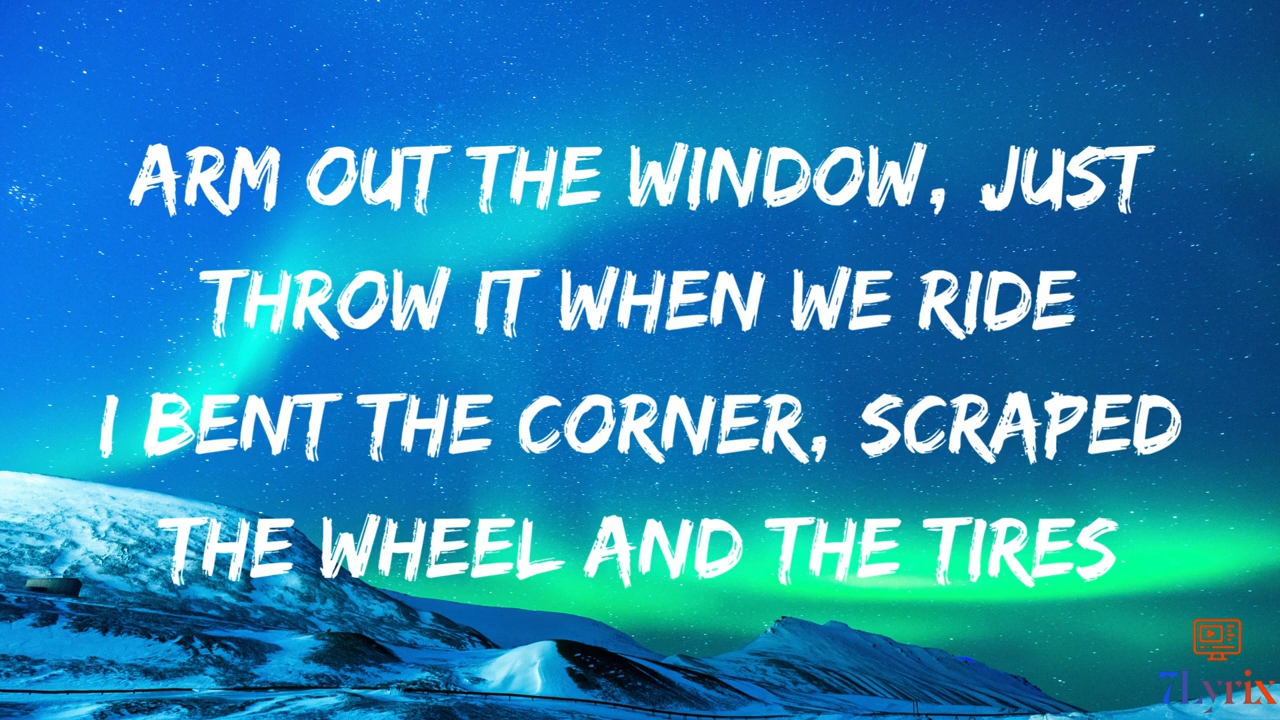 ARM OUT THE WINDOW, JUST
THROW IT WHEN WE RIDE
I BENT THE CORNER, SCRAPED
THE WHEEL AND THE TIRES
7Lyrix